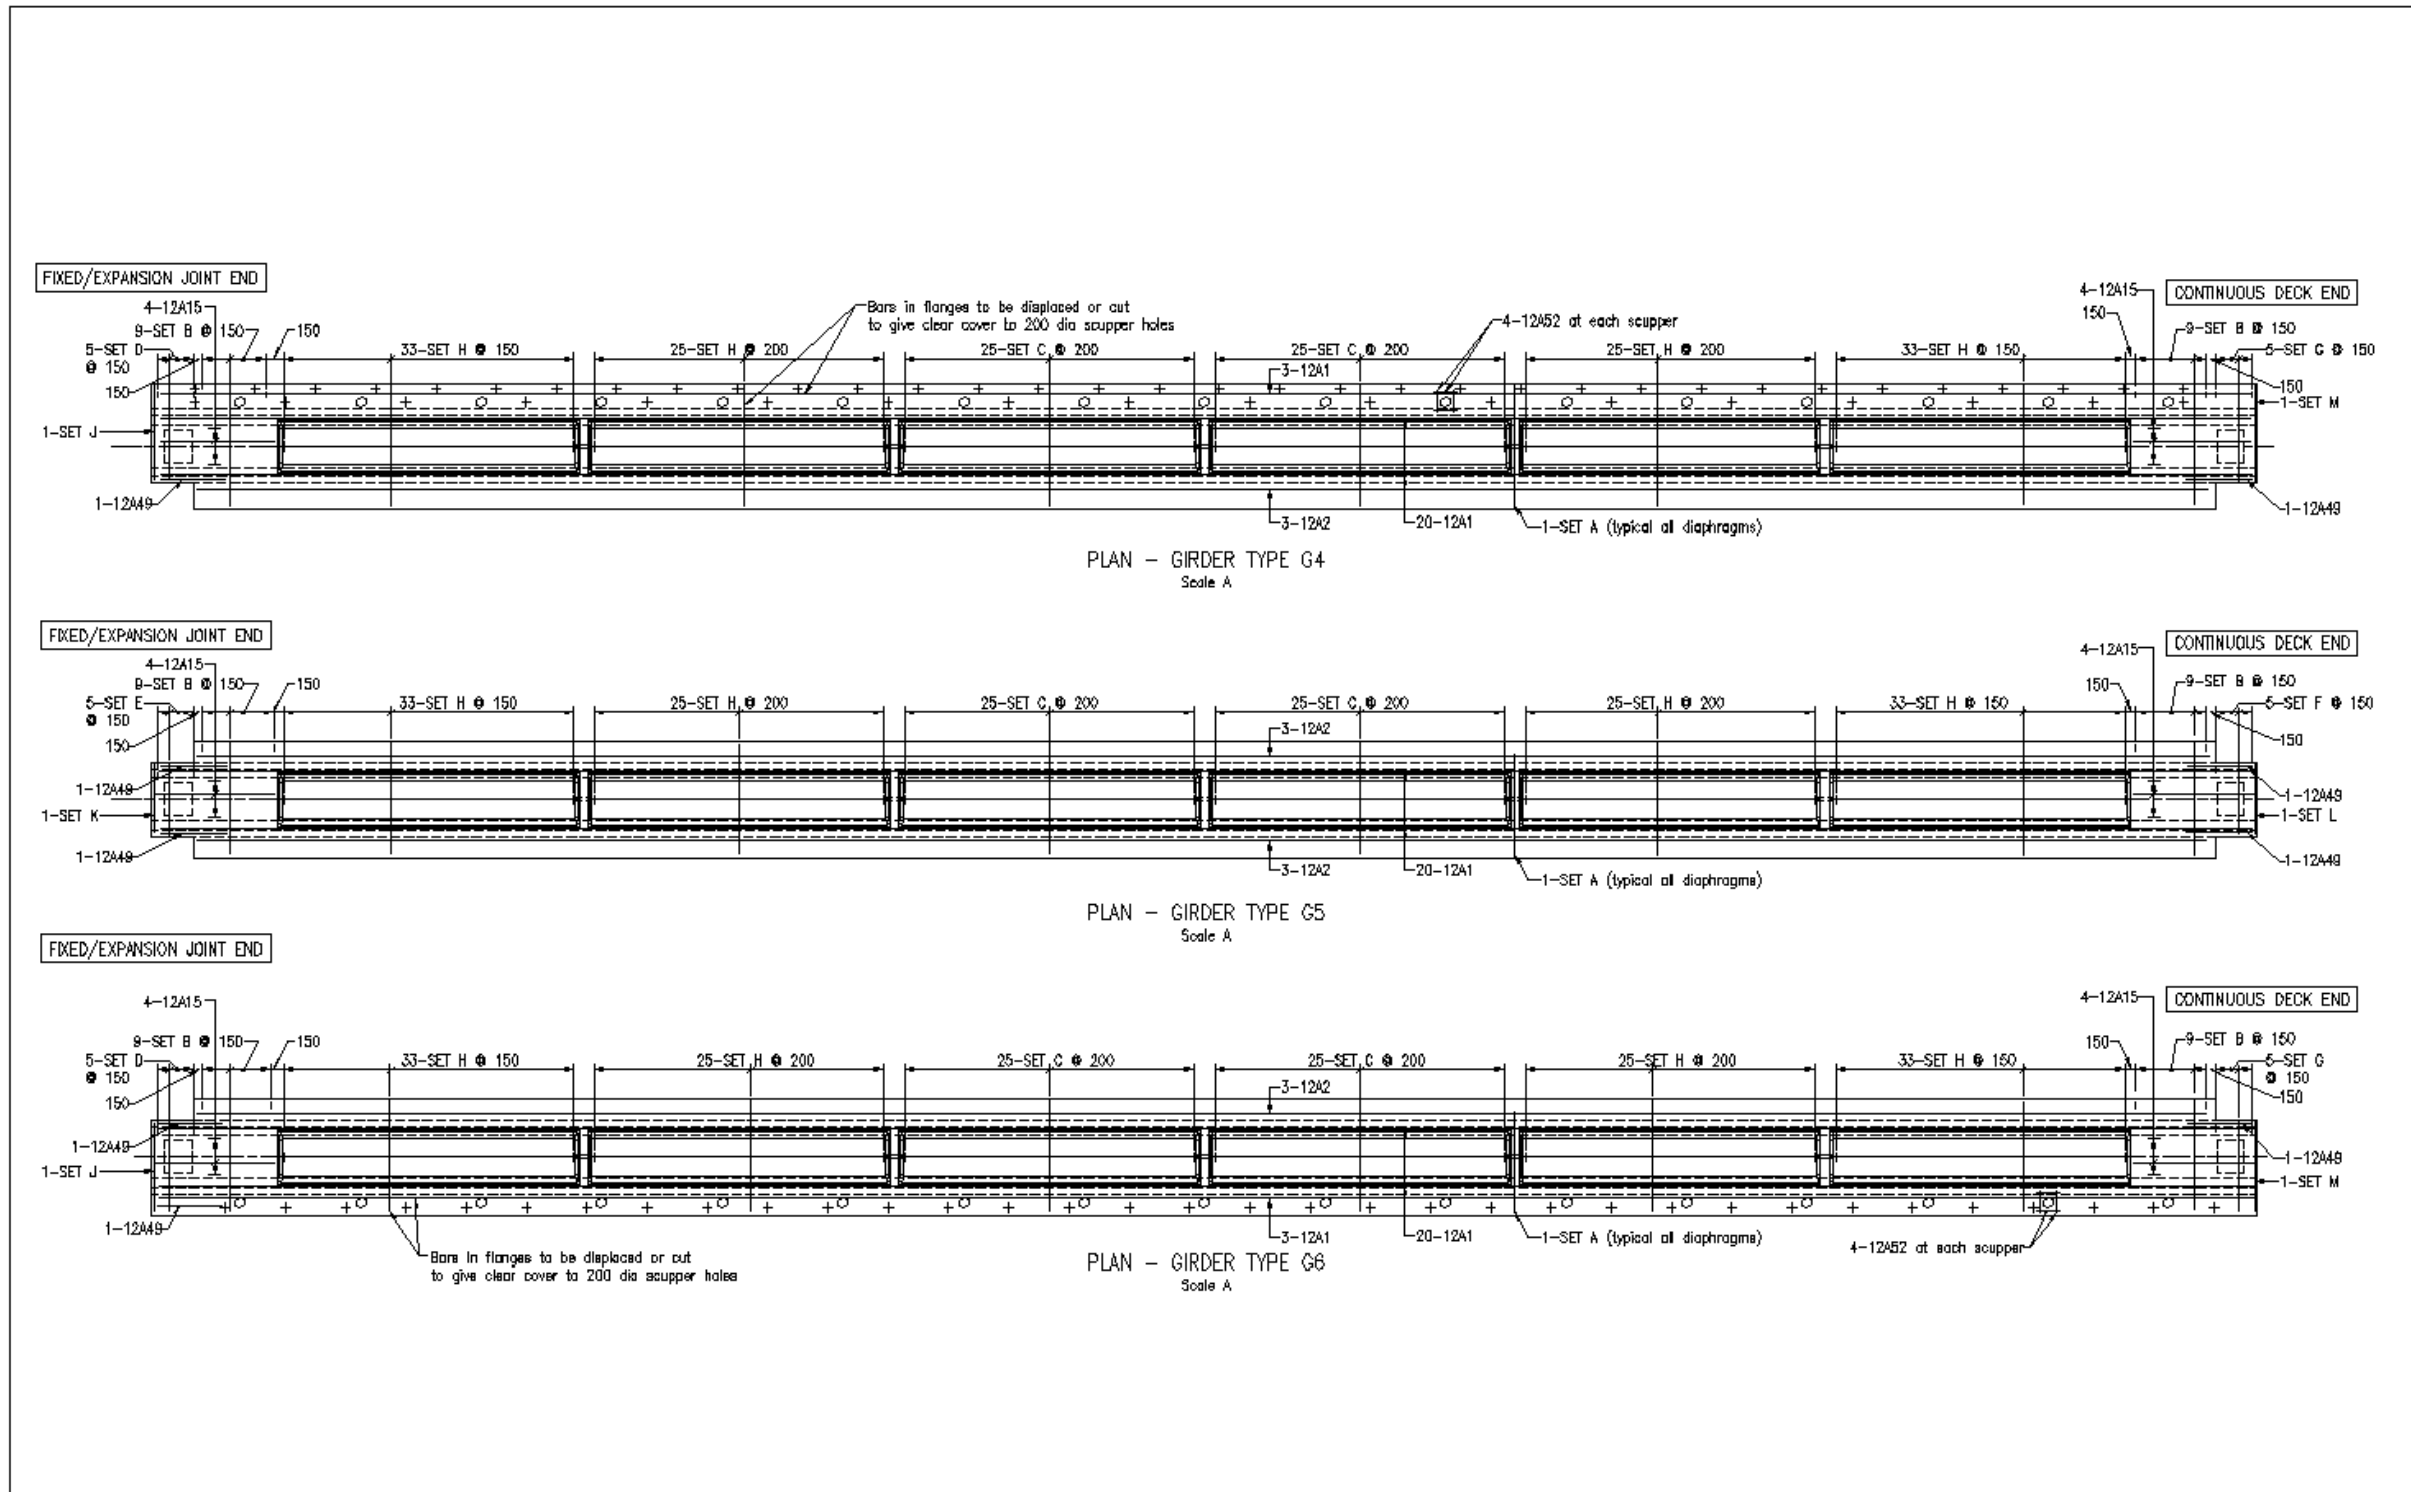 FIXED/EXPANSION JOINT END
CONTINUOUS DECK END
4-12A15
9-SET B @ 150
150
5-SET D
@ 150
150
33-SET H @ 150
25-SET H @ 200
25-SET C @ 200
25-SET C @ 200
25-SET H @ 200
33-SET H @ 150
Bars in flanges to be displaced or cut
to give clear cover to 200 dia scupper holes
4-12A52 at each scupper
4-12A15
150
9-SET B @ 150
5-SET G @ 150
150
3-12A1
1-SET M
1-SET J
1-12A49
1-12A49
3-12A2
20-12A1
1-SET A (typical all diaphragms)
PLAN - GIRDER TYPE G4
Scale A
FIXED/EXPANSION JOINT END
CONTINUOUS DECK END
4-12A15
9-SET B @ 150
150
5-SET E
@ 150
150
33-SET H @ 150
25-SET H @ 200
25-SET C @ 200
25-SET C @ 200
25-SET H @ 200
33-SET H @ 150
4-12A15
150
9-SET B @ 150
5-SET F @ 150
150
3-12A2
1-12A49
1-SET K
1-12A49
1-12A49
1-SET L
1-12A49
3-12A2
20-12A1
1-SET A (typical all diaphragms)
PLAN - GIRDER TYPE G5
Scale A
FIXED/EXPANSION JOINT END
CONTINUOUS DECK END
4-12A15
9-SET B @ 150
150
5-SET D
@ 150
150
33-SET H @ 150
25-SET H @ 200
25-SET C @ 200
25-SET C @ 200
25-SET H @ 200
33-SET H @ 150
4-12A15
150
9-SET B @ 150
5-SET G
@ 150
150
3-12A2
1-12A49
1-SET J
1-12A49
1-12A49
1-SET M
3-12A1
20-12A1
1-SET A (typical all diaphragms)
4-12A52 at each scupper
Bars in flanges to be displaced or cut
to give clear cover to 200 dia scupper holes
PLAN - GIRDER TYPE G6
Scale A